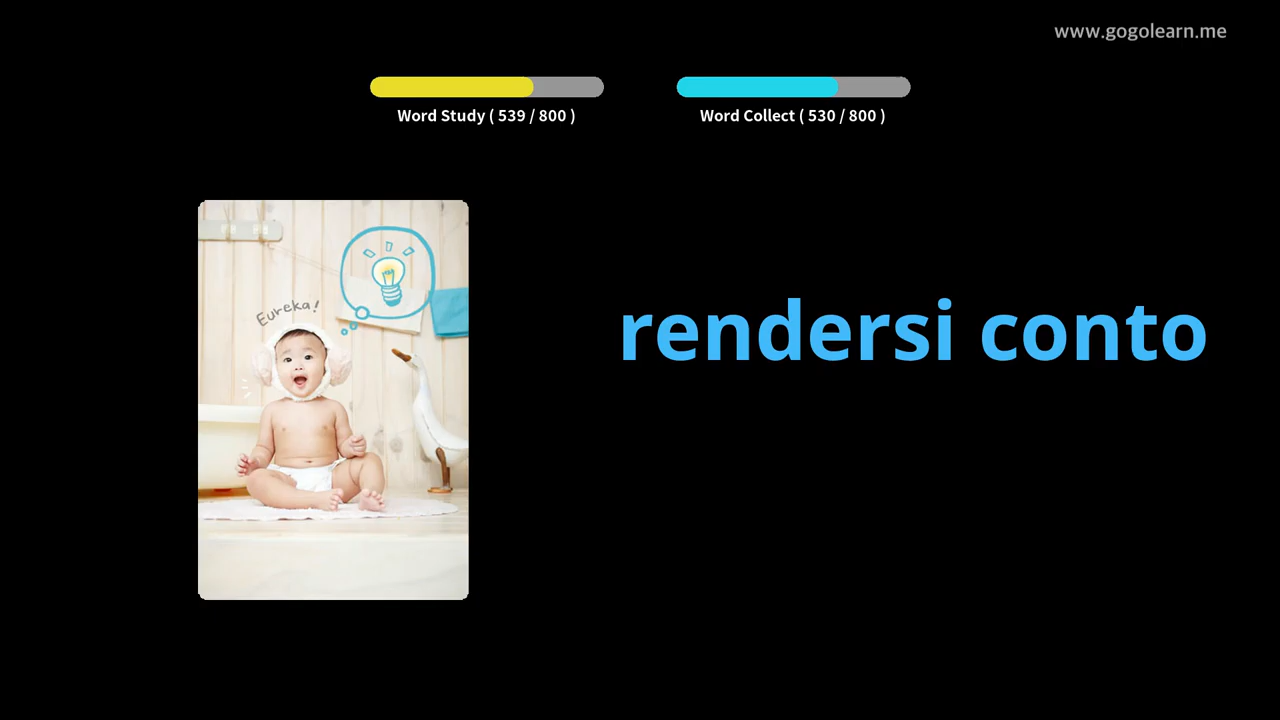 www.gogolearn.me
Word Study ( 539 / 800 )
Word Collect ( 530 / 800 )
Eureka!
rendersi conto